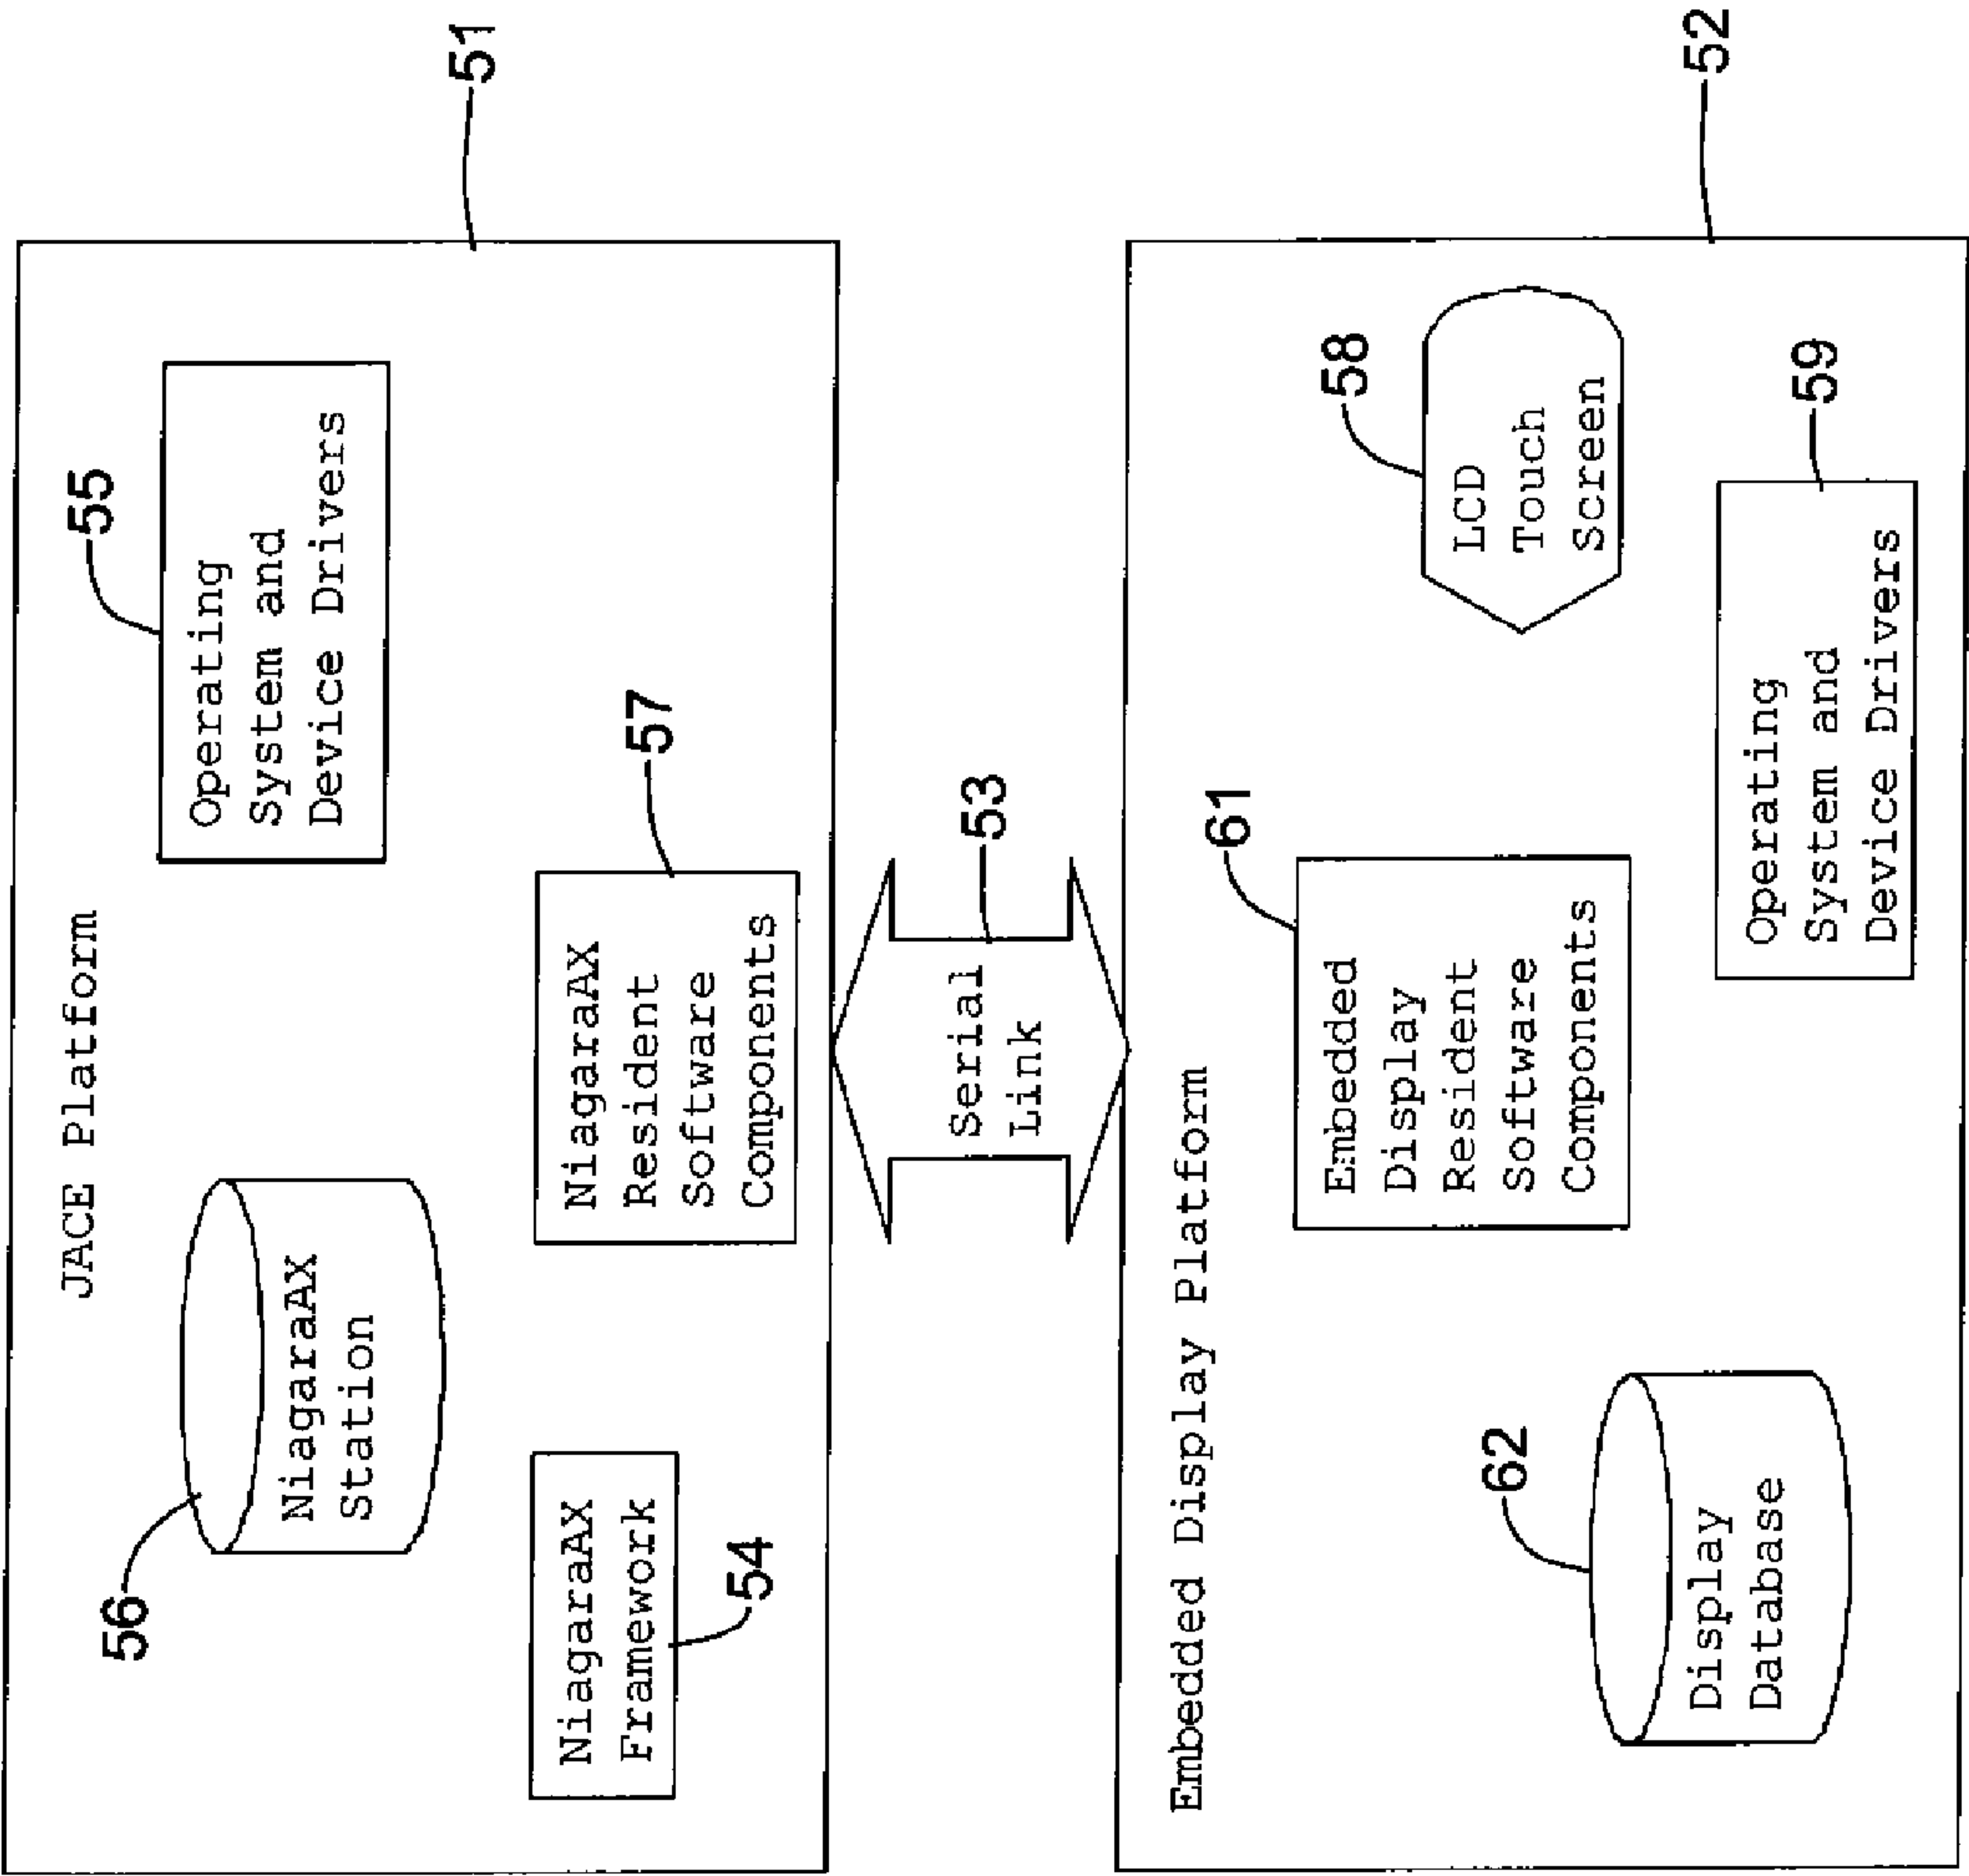 JACE Platform
51
56
NiagaraAX
Station
55
Operating
System and
Device Drivers
NiagaraAX
Framework
54
57
NiagaraAX
Resident
Software
Components
Serial
Link
53
Embedded Display Platform
52
61
Embedded
Display
Resident
Software
Components
58
LCD
Touch
Screen
62
Display
Database
59
Operating
System and
Device Drivers